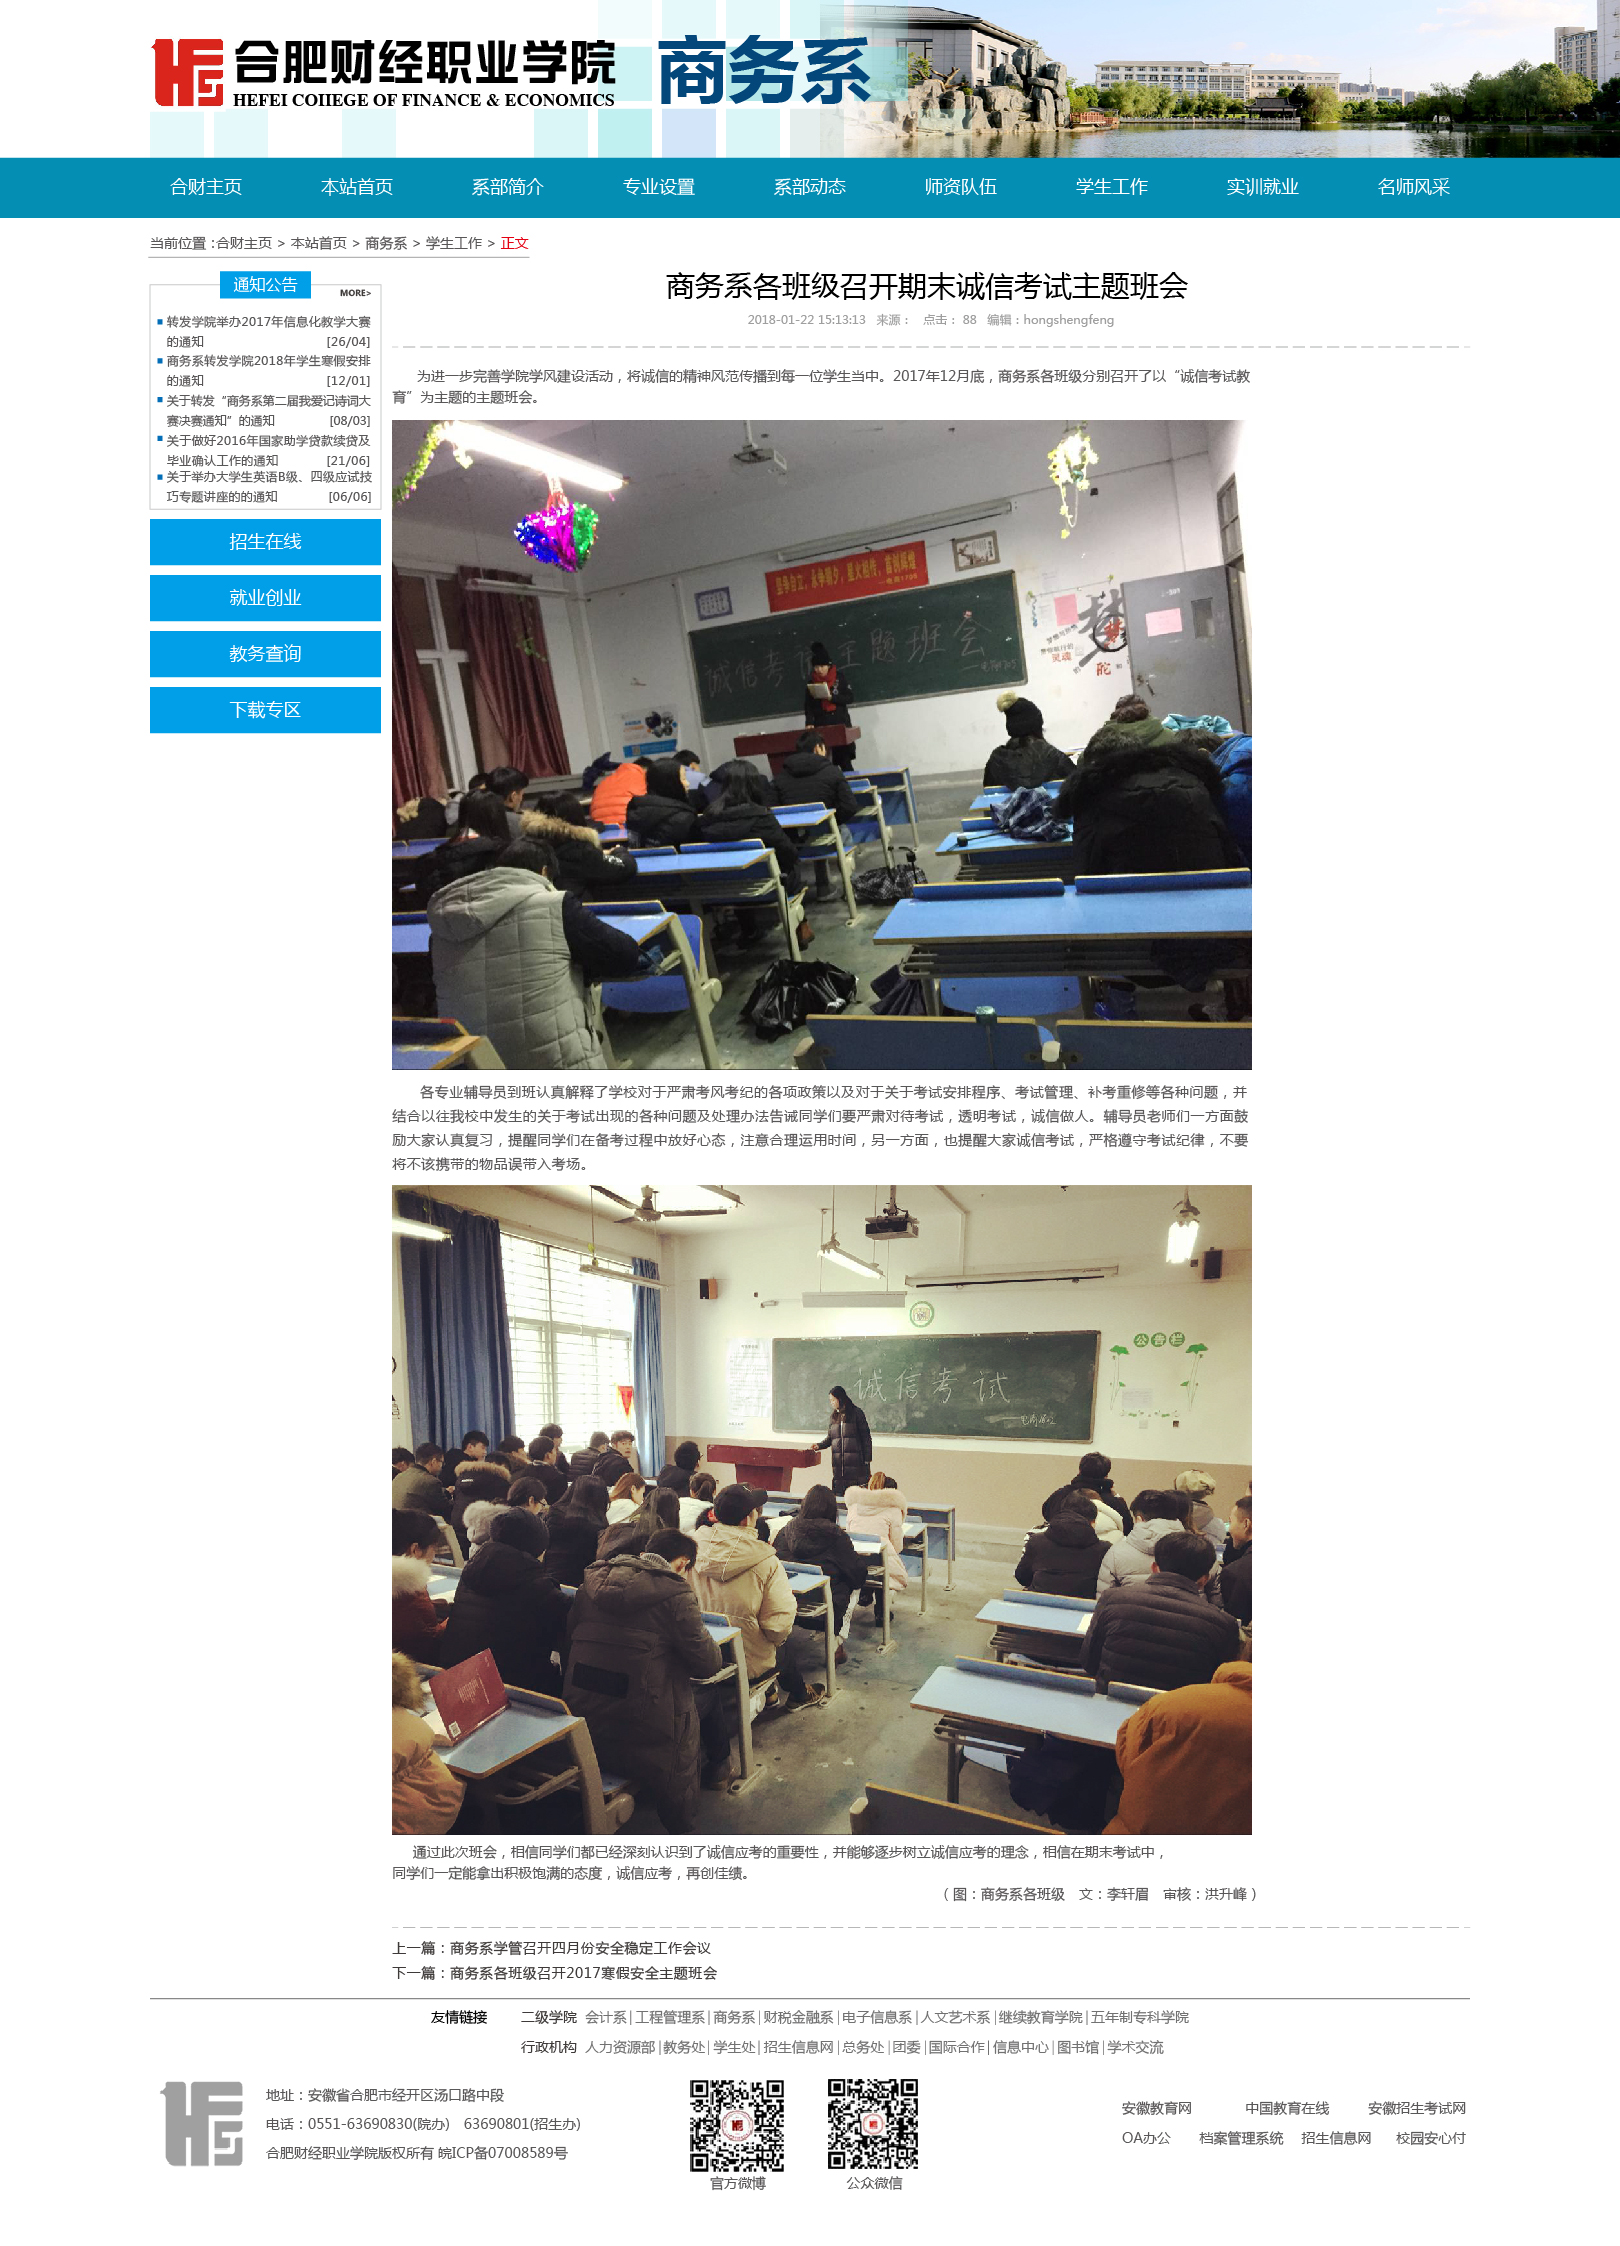 合肥财经职业学院
HEFEI COIIEGE OF FINANCE & ECONOMICS
商务系
合财主页 本站首页 系部简介 专业设置 系部动态 师资队伍 学生工作 实训就业 名师风采
当前位置:合财主页 > 本站首页 > 商务系 > 学生工作 > 正文
通知公告
MORE>
转发学院举办2017年信息化教学大赛
的通知 [26/04]
商务系转发学院2018年学生寒假安排
的通知 [12/01]
关于转发“商务系第二届我爱记诗词大
赛决赛通知”的通知 [08/03]
关于做好2016年国家助学贷款续贷及
毕业确认工作的通知 [21/06]
关于举办大学生英语B级、四级应试技
巧专题讲座的的通知 [06/06]
招生在线
就业创业
教务查询
下载专区
商务系各班级召开期末诚信考试主题班会
2018-01-22 15:13:13 来源： 点击： 88 编辑：hongshengfeng
为进一步完善学院学风建设活动，将诚信的精神风范传播到每一位学生当中。2017年12月底，商务系各班级分别召开了以“诚信考试教
育”为主题的主题班会。
诚信考试主题班会
梦
各专业辅导员到班认真解释了学校对于严肃考风考纪的各项政策以及对于关于考试安排程序、考试管理、补考重修等各种问题，并
结合以往我校中发生的关于考试出现的各种问题及处理办法告诫同学们要严肃对待考试，透明考试，诚信做人。辅导员老师们一方面鼓
励大家认真复习，提醒同学们在备考过程中放好心态，注意合理运用时间，另一方面，也提醒大家诚信考试，严格遵守考试纪律，不要
将不该携带的物品误带入考场。
公告栏
诚信考试
通过此次班会，相信同学们都已经深刻认识到了诚信应考的重要性，并能够逐步树立诚信应考的理念，相信在期末考试中，
同学们一定能拿出积极饱满的态度，诚信应考，再创佳绩。
（图：商务系各班级 文：李轩眉 审核：洪升峰）
上一篇：商务系学管召开四月份安全稳定工作会议
下一篇：商务系各班级召开2017寒假安全主题班会
友情链接 二级学院 会计系|工程管理系|商务系|财税金融系|电子信息系|人文艺术系|继续教育学院|五年制专科学院
行政机构 人力资源部|教务处|学生处|招生信息网|总务处|团委|国际合作|信息中心|图书馆|学术交流
地址：安徽省合肥市经开区汤口路中段
电话：0551-63690830(院办) 63690801(招生办)
合肥财经职业学院版权所有 皖ICP备07008589号
官方微博
公众微信
安徽教育网 中国教育在线 安徽招生考试网
OA办公 档案管理系统 招生信息网 校园安心付